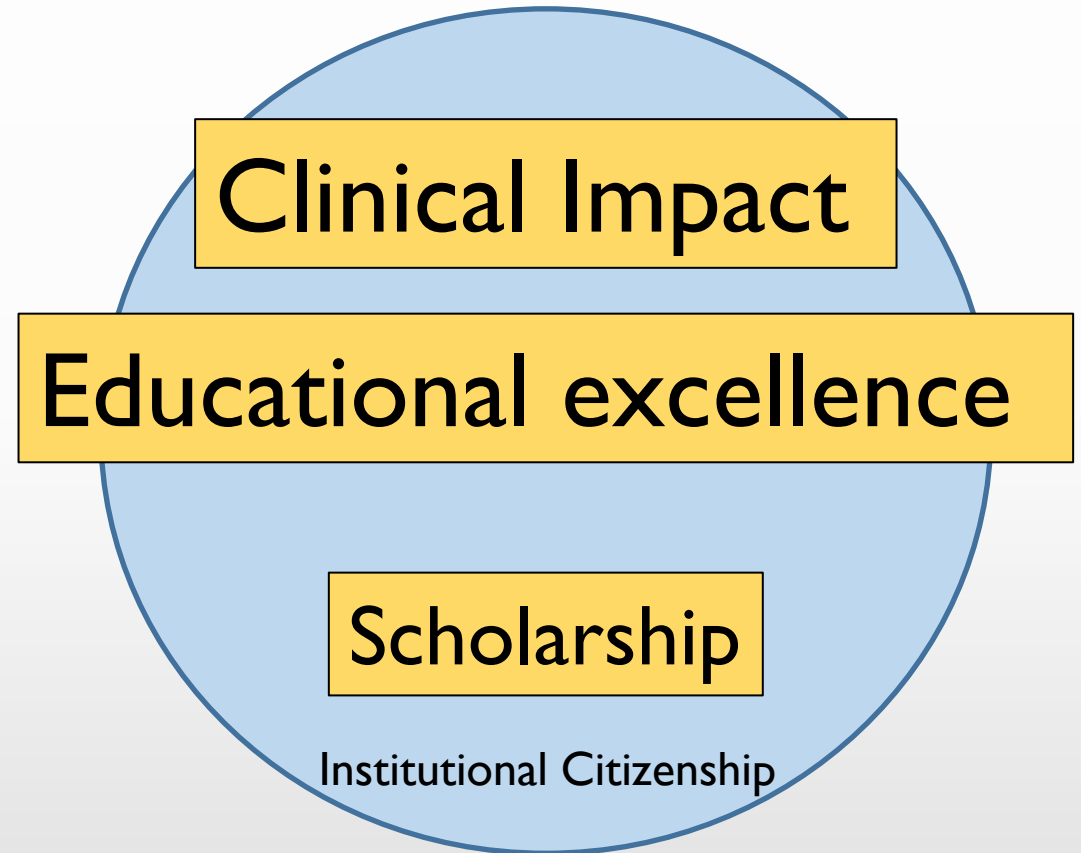 Clinical Impact
Educational excellence
Scholarship
Institutional Citizenship